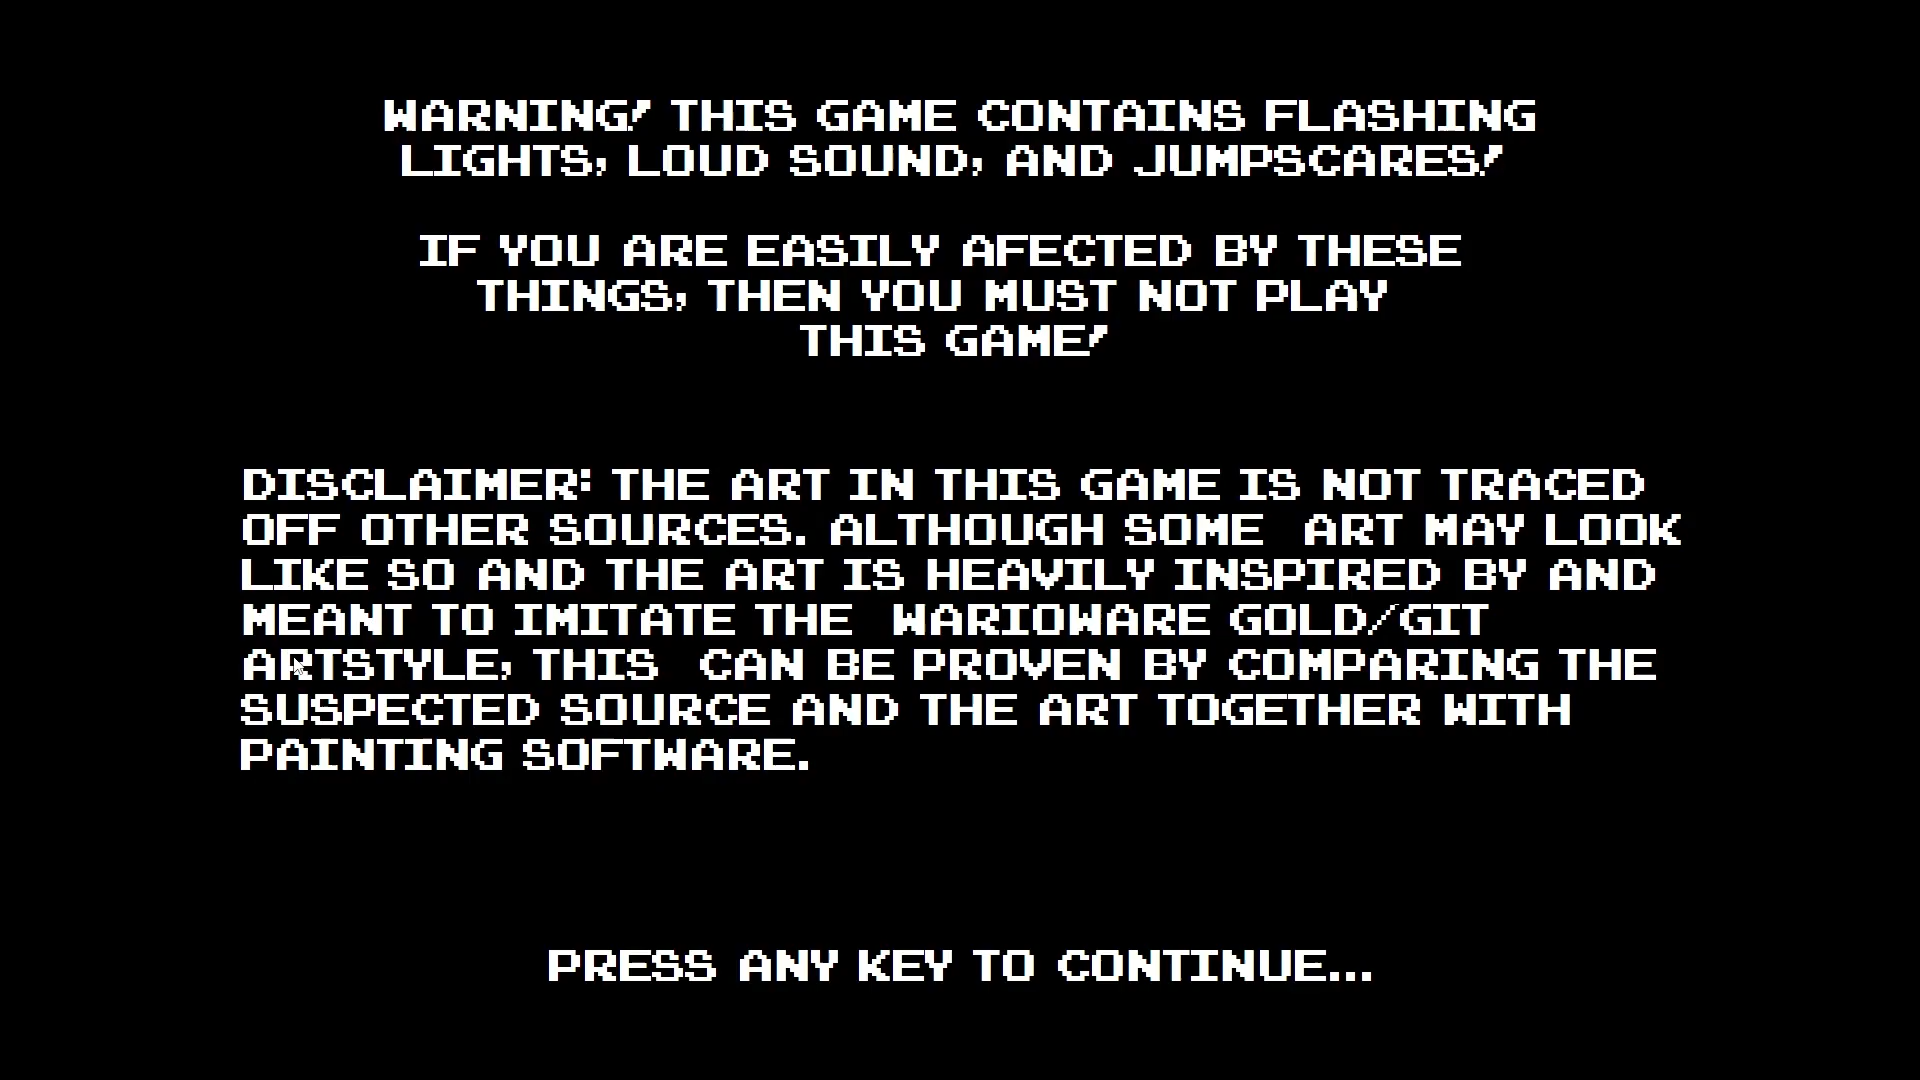 WARNING! THIS GAME CONTAINS FLASHING
LIGHTS, LOUD SOUND, AND JUMPSCARES!
IF YOU ARE EASILY AFECTED BY THESE
THINGS, THEN YOU MUST NOT PLAY
THIS GAME!
DISCLAIMER: THE ART IN THIS GAME IS NOT TRACED
OFF OTHER SOURCES. ALTHOUGH SOME  ART MAY LOOK
LIKE SO AND THE ART IS HEAVILY INSPIRED BY AND
MEANT TO IMITATE THE  WARIOWARE GOLD/GIT
ARTSTYLE, THIS  CAN BE PROVEN BY COMPARING THE
SUSPECTED SOURCE AND THE ART TOGETHER WITH
PAINTING SOFTWARE.
PRESS ANY KEY TO CONTINUE...